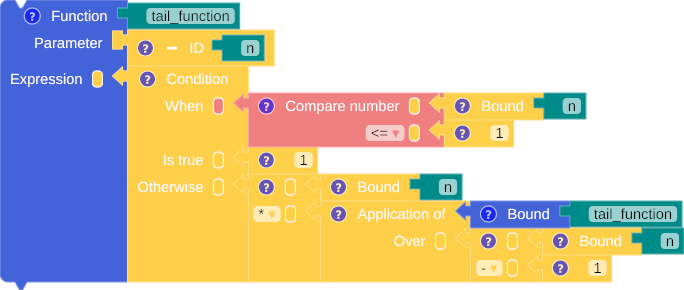 ? Function tail_function
Parameter ? - ID n
Expression ? Condition
When ? Compare number ? Bound n
<= ▾ ? 1
Is true ? 1
Otherwise ? ? Bound n
* ▾ ? Application of ? Bound tail_function
Over ? ? Bound n
- ▾ ? 1